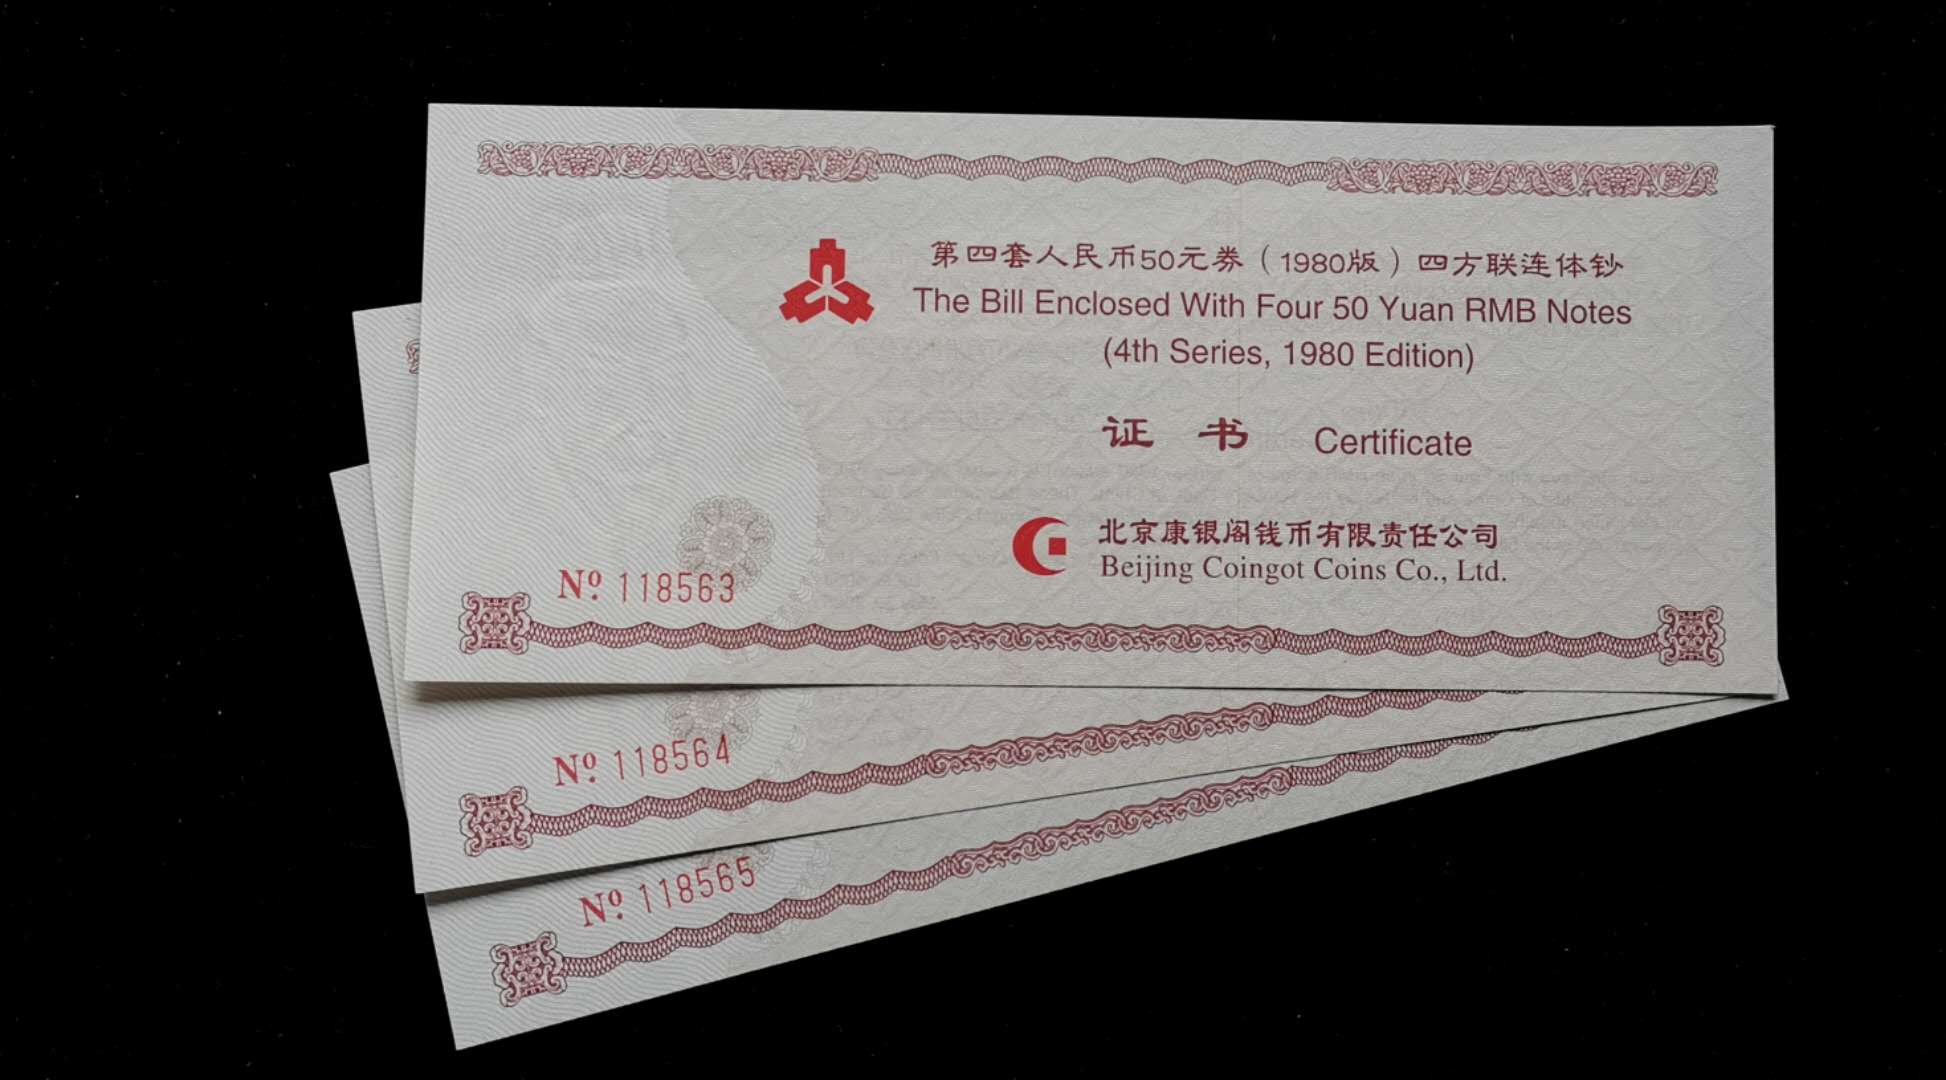 第四套人民币50元券（1980版）四方联连体钞
The Bill Enclosed With Four 50 Yuan RMB Notes
(4th Series, 1980 Edition)
证 书 Certificate
北京康银阁钱币有限责任公司
Beijing Coingot Coins Co., Ltd.
Nº 118563
Nº 118564
Nº 118565